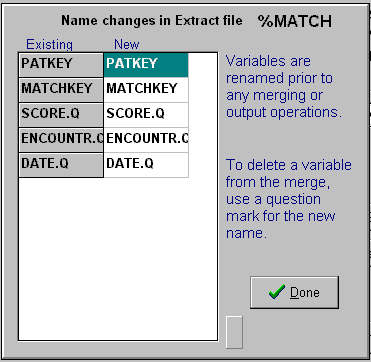 Name changes in Extract file %MATCH
Existing New
PATKEY PATKEY
MATCHKEY MATCHKEY
SCORE.Q SCORE.Q
ENCOUNTR.Q ENCOUNTR.Q
DATE.Q DATE.Q
Variables are
renamed prior to
any merging or
output operations.
To delete a variable
from the merge,
use a question
mark for the new
name.
Done